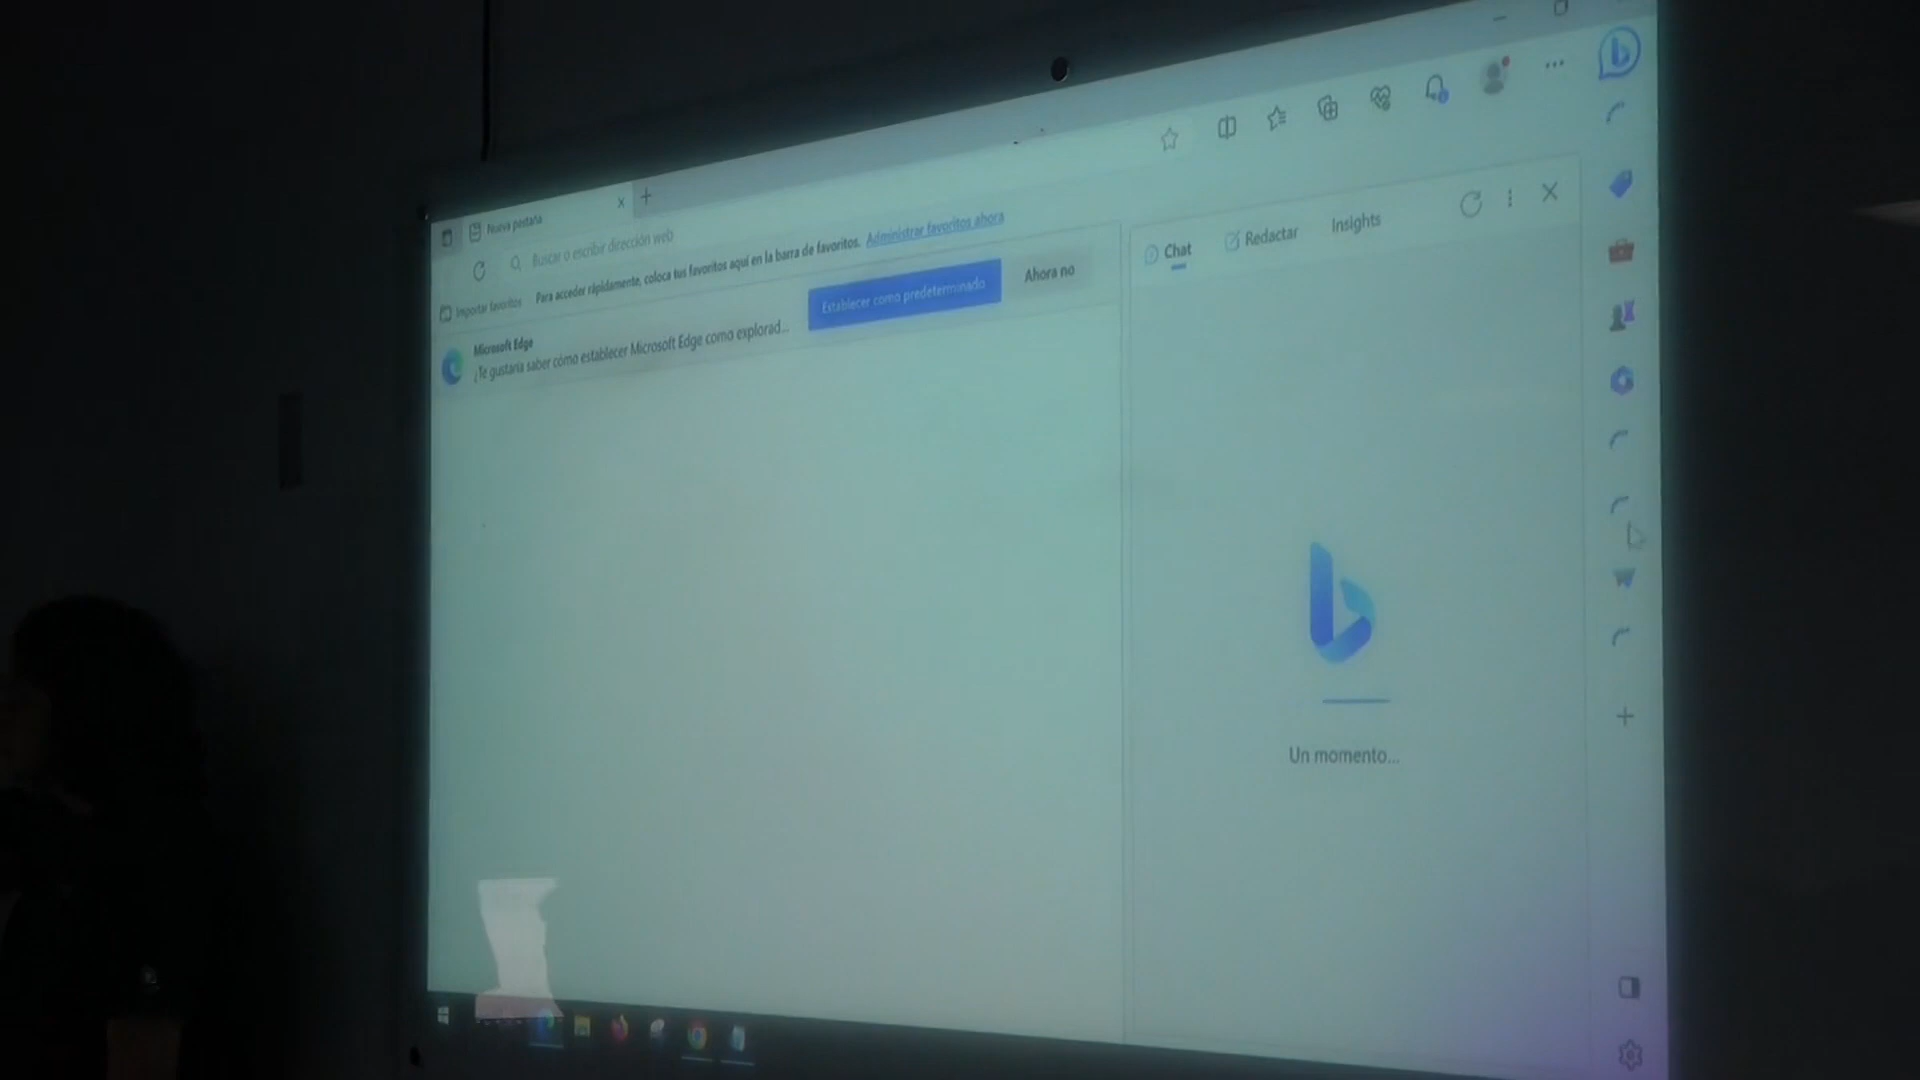 Nueva pestaña
Buscar o escribir dirección web
Importar favoritos Para acceder rápidamente, coloca tus favoritos aquí en la barra de favoritos. Administrar favoritos ahora
Microsoft Edge
¿Te gustaría saber cómo establecer Microsoft Edge como explorad...
Establecer como predeterminado
Ahora no
Chat Redactar Insights
Un momento...